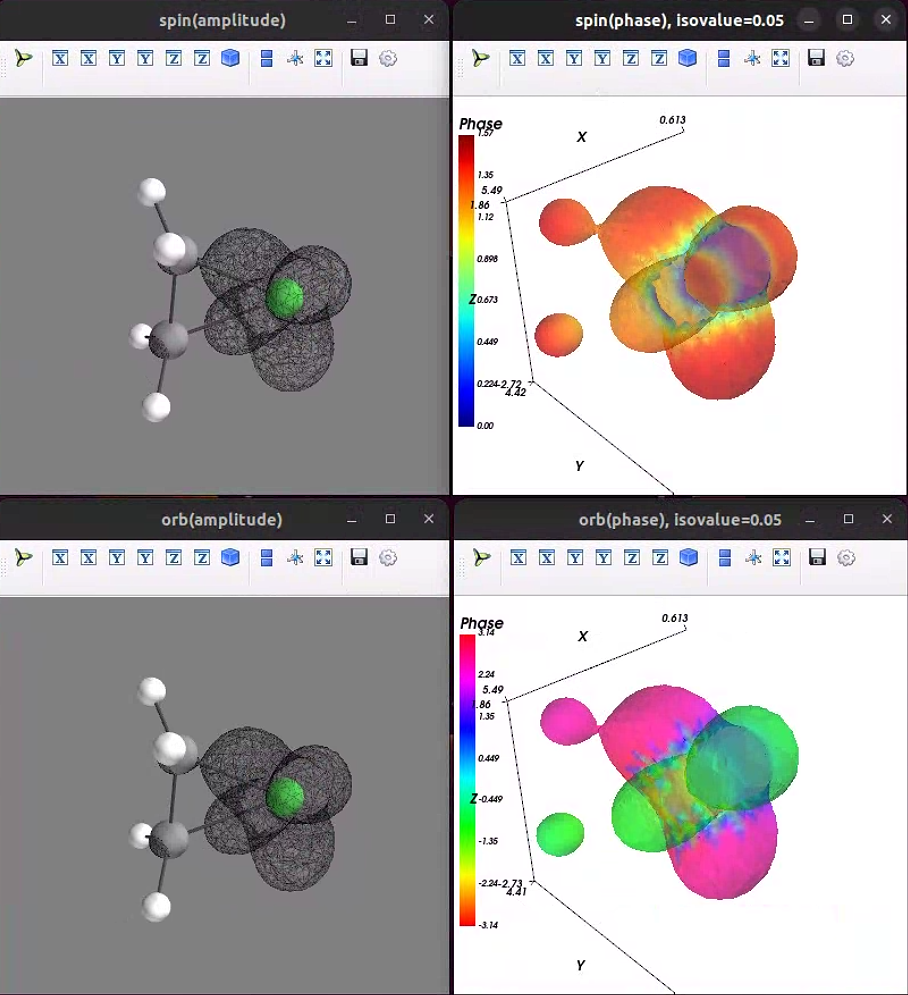 spin(amplitude)
spin(phase), isovalue=0.05
X X Y Y Z Z
X X Y Y Z Z
Phase
1.57
1.35
1.12
0.898
0.673
0.449
0.224
0.00
0.613
X
5.49
1.86
Z
-2.72
4.42
Y
orb(amplitude)
orb(phase), isovalue=0.05
X X Y Y Z Z
X X Y Y Z Z
Phase
3.14
2.24
1.35
0.449
-0.449
-1.35
-2.24
-3.14
0.613
X
5.49
1.86
Z
-2.73
4.41
Y